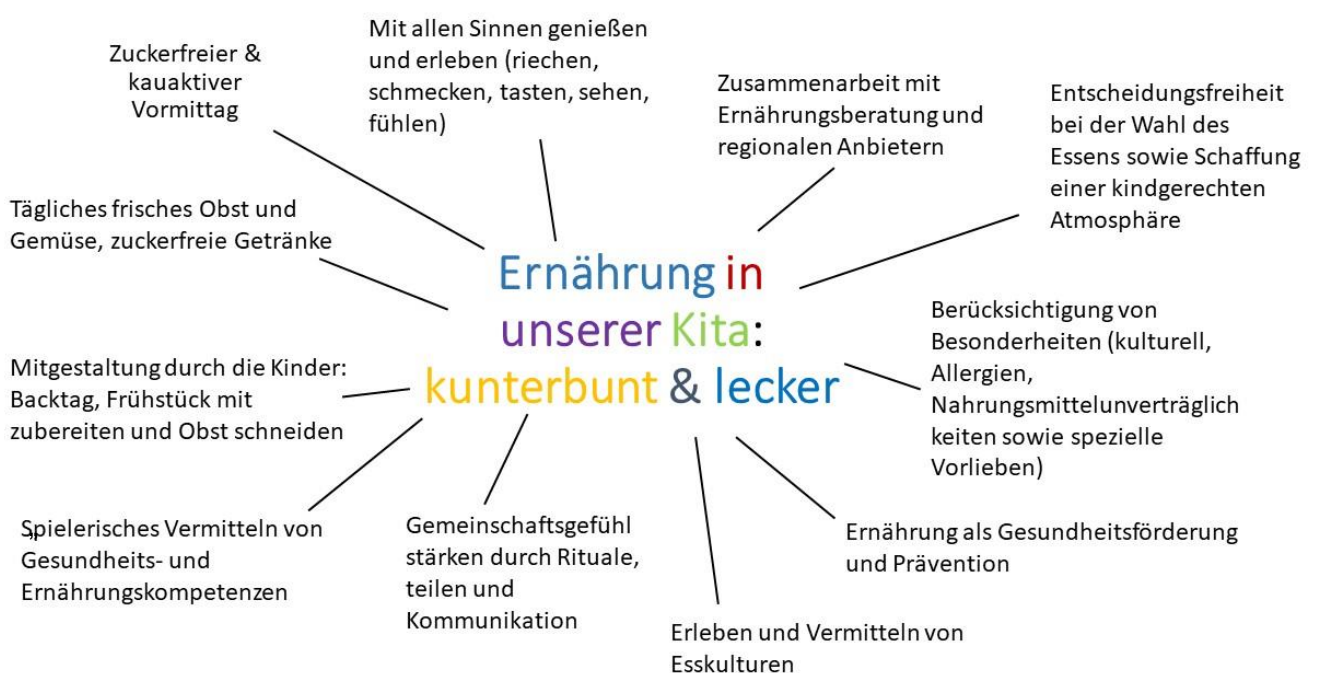 Zuckerfreier &
kauaktiver
Vormittag
Mit allen Sinnen genießen
und erleben (riechen,
schmecken, tasten, sehen,
fühlen)
Zusammenarbeit mit
Ernährungsberatung und
regionalen Anbietern
Entscheidungsfreiheit
bei der Wahl des
Essens sowie Schaffung
einer kindgerechten
Atmosphäre
Tägliches frisches Obst und
Gemüse, zuckerfreie Getränke
Ernährung in
unserer Kita:
kunterbunt & lecker
Berücksichtigung von
Besonderheiten (kulturell,
Allergien,
Nahrungsmittelunverträglich
keiten sowie spezielle
Vorlieben)
Mitgestaltung durch die Kinder:
Backtag, Frühstück mit
zubereiten und Obst schneiden
Spielerisches Vermitteln von
Gesundheits- und
Ernährungskompetenzen
„
Gemeinschaftsgefühl
stärken durch Rituale,
teilen und
Kommunikation
Ernährung als Gesundheitsförderung
und Prävention
Erleben und Vermitteln von
Esskulturen